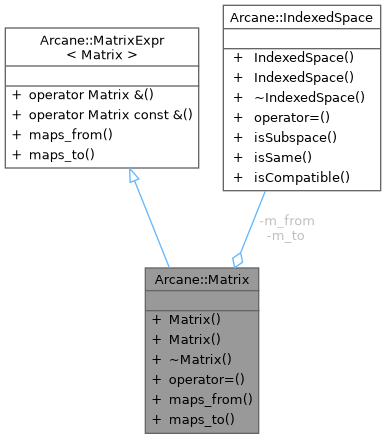 Arcane::MatrixExpr
< Matrix >
+ operator Matrix &()
+ operator Matrix const &()
+ maps_from()
+ maps_to()
Arcane::IndexedSpace
+ IndexedSpace()
+ IndexedSpace()
+ ~IndexedSpace()
+ operator=()
+ isSubspace()
+ isSame()
+ isCompatible()
-m_from
-m_to
Arcane::Matrix
+ Matrix()
+ Matrix()
+ ~Matrix()
+ operator=()
+ maps_from()
+ maps_to()